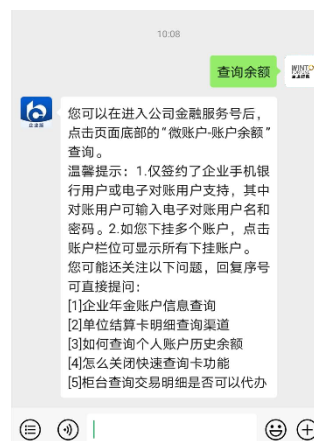 10:08
查询余额
WINTO
企业版
您可以在进入公司金融服务号后，
点击页面底部的“微账户-账户余额”
查询。
温馨提示：1.仅签约了企业手机银
行用户或电子对账用户支持，其中
对账用户可输入电子对账用户名和
密码。2.如您下挂多个账户，点击
账户栏位可显示所有下挂账户。
您可能还关注以下问题，回复序号
可直接提问：
[1]企业年金账户信息查询
[2]单位结算卡明细查询渠道
[3]如何查询个人账户历史余额
[4]怎么关闭快速查询卡功能
[5]柜台查询交易明细是否可以代办